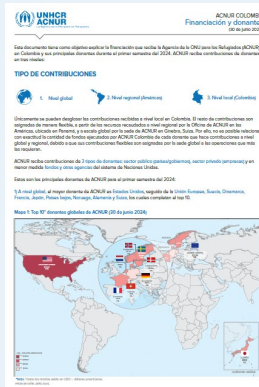 UNHCR
ACNUR
ACNUR COLOMBIA
Financiación y donantes
(30 de junio 2024)
Este documento tiene como objetivo explicar la financiación que recibe la Agencia de la ONU para los Refugiados (ACNUR)
en Colombia y sus principales donantes durante el primer semestre del 2024. ACNUR recibe contribuciones de donantes
en tres niveles:
TIPO DE CONTRIBUCIONES
1. Nivel global
2. Nivel regional (Américas)
3. Nivel local (Colombia)
Únicamente se pueden desglosar las contribuciones recibidas a nivel local en Colombia. El resto de contribuciones son
asignadas de manera flexible, a partir de los recursos recaudados a nivel regional por la Oficina de ACNUR en las
Américas, ubicada en Panamá, y a escala global por la sede de ACNUR en Ginebra, Suiza. Por ello, no es posible relacionar
con exactitud la cantidad de fondos ejecutados por ACNUR Colombia de cada donante que hace contribuciones a nivel
global y regional, debido a que sus contribuciones flexibles son asignadas por la sede global a las operaciones que más
las requieren.
ACNUR recibe contribuciones de 3 tipos de donantes: sector público (países/gobiernos), sector privado (empresas) y en
menor medida fondos y otras agencias del sistema de Naciones Unidas.
Estos son los principales donantes de ACNUR para el primer semestre del 2024:
1) A nivel global, el mayor donante de ACNUR es Estados Unidos, seguido de la Unión Europea, Suecia, Dinamarca,
Francia, Japón, Países bajos, Noruega, Alemania y Suiza, los cuales completan el top 10.
Mapa 1: Top 10* donantes globales de ACNUR (30 de junio 2024)